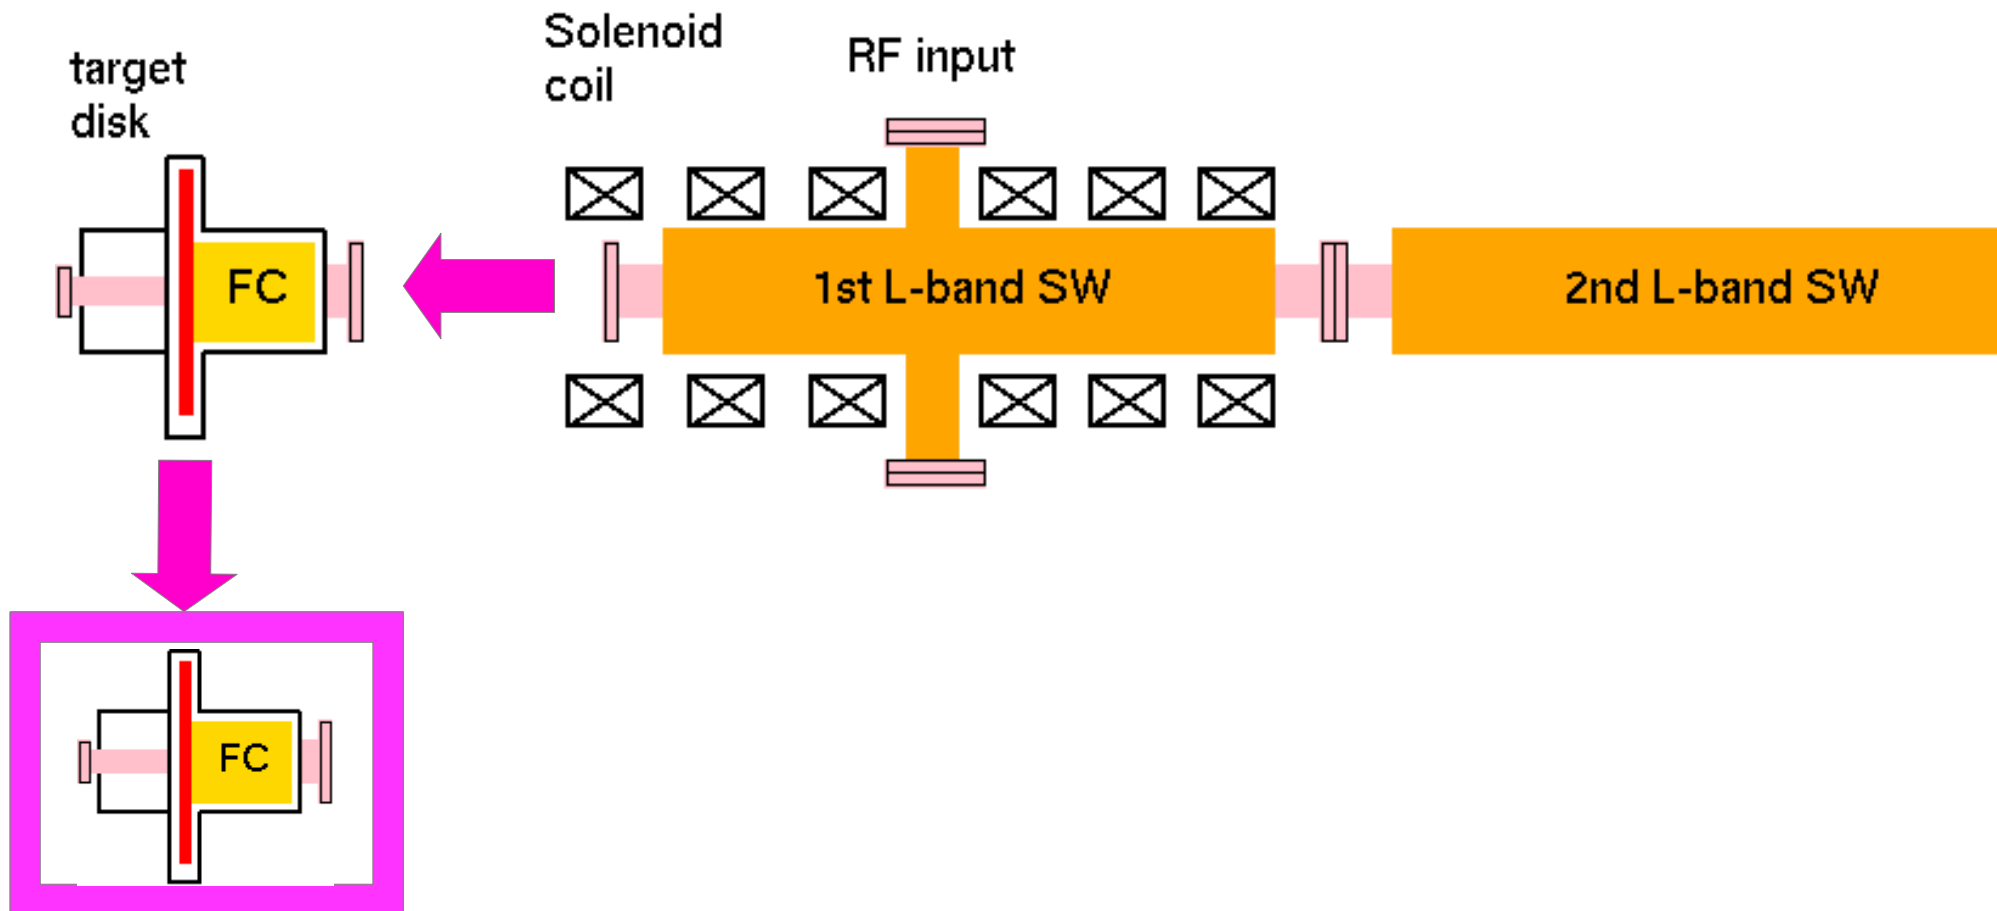 Solenoid
coil
RF input
target
disk
FC
1st L-band SW
2nd L-band SW
FC